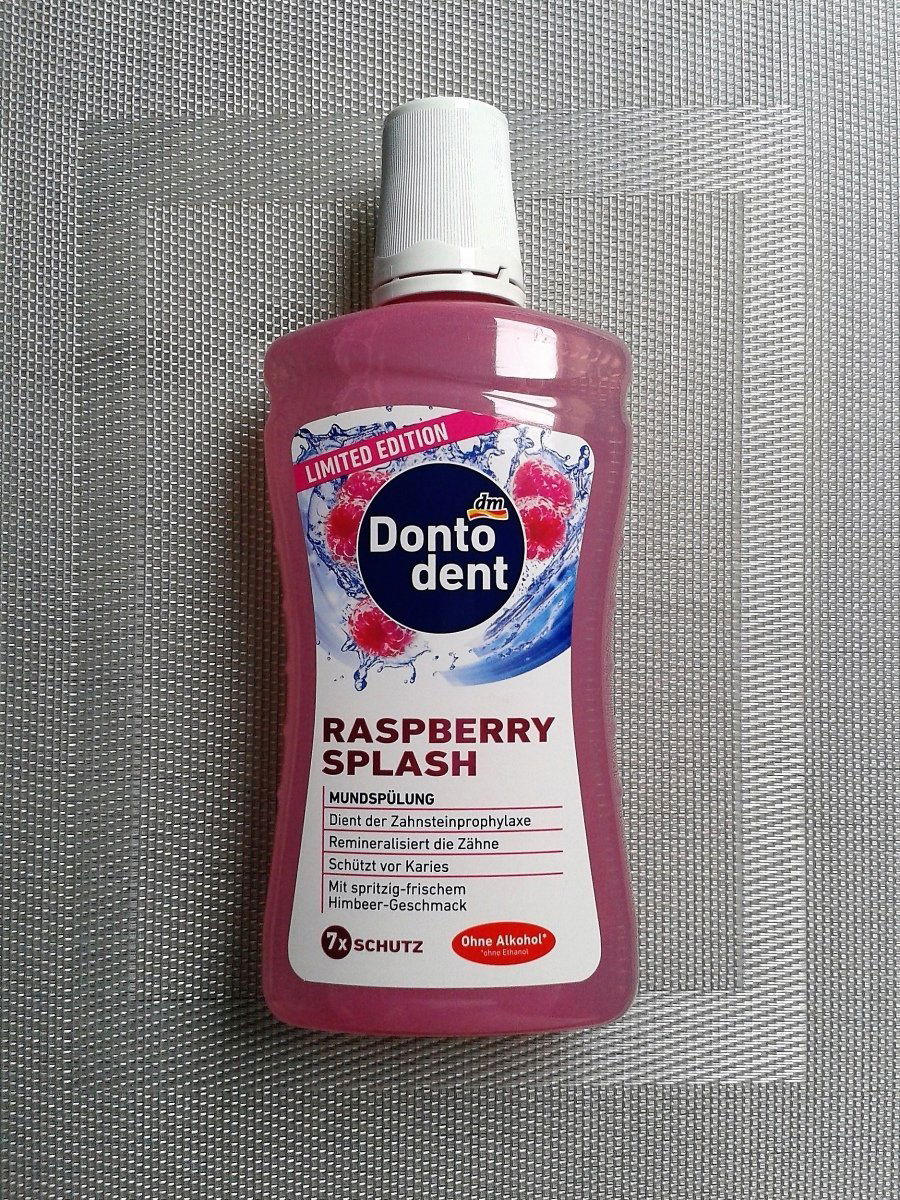 LIMITED EDITION
dm
Donto
dent
RASPBERRY
SPLASH
MUNDSPÜLUNG
Dient der Zahnsteinprophylaxe
Remineralisiert die Zähne
Schützt vor Karies
Mit spritzig-frischem
Himbeer-Geschmack
7x SCHUTZ
Ohne Alkohol*
*ohne Ethanol